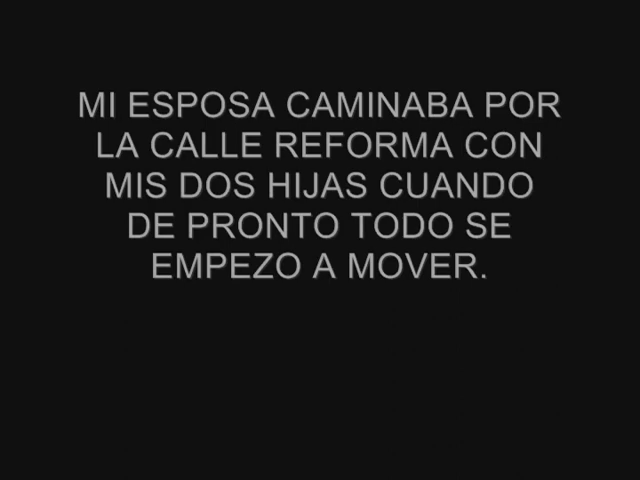 MI ESPOSA CAMINABA POR
LA CALLE REFORMA CON
MIS DOS HIJAS CUANDO
DE PRONTO TODO SE
EMPEZO A MOVER.